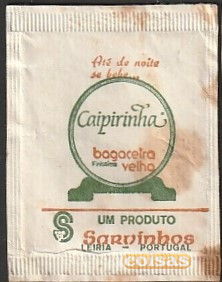 Até de noite
se bebe...
Caipirinha
bagaceira
velha
UM PRODUTO
S
Sarvinhos
LEIRIA - PORTUGAL
coisas